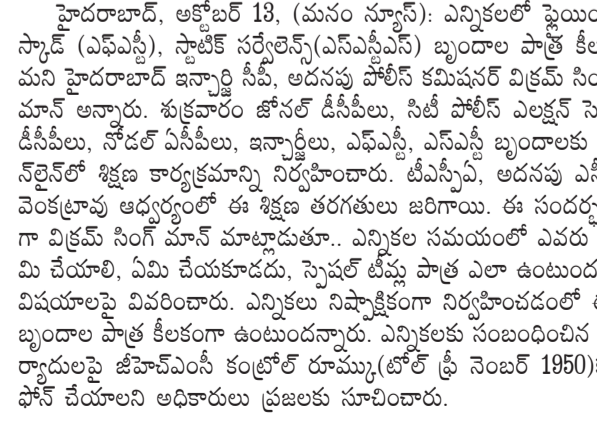 హైదరాబాద్, అక్టోబర్ 13, (మనం న్యూస్): ఎన్నికలలో ఫ్లెయిం
స్కాడ్ (ఎఫ్ఎస్టీ), స్టాటిక్ సర్వేలెన్స్(ఎస్ఎస్టీఎస్) బృందాల పాత్ర కీల
మని హైదరాబాద్ ఇన్చార్జి సీపీ, అదనపు పోలీస్ కమిషనర్ విక్రమ్ సిం
మాన్ అన్నారు. శుక్రవారం జోనల్ డీసీపీలు, సిటీ పోలీస్ ఎలక్షన్ సె
డీసీపీలు, నోడల్ ఏసీపీలు, ఇన్చార్జీలు, ఎఫ్ఎస్టీ, ఎస్ఎస్టీ బృందాలకు
న్‌లైన్‌లో శిక్షణ కార్యక్రమాన్ని నిర్వహించారు. టీఎస్పీఏ, అదనపు ఎస్
వెంకట్రావు ఆధ్వర్యంలో ఈ శిక్షణ తరగతులు జరిగాయి. ఈ సందర్భ
గా విక్రమ్ సింగ్ మాన్ మాట్లాడుతూ.. ఎన్నికల సమయంలో ఎవరు
మి చేయాలి, ఏమి చేయకూడదు, స్పెషల్ టీమ్ల పాత్ర ఎలా ఉంటుంద
విషయాలపై వివరించారు. ఎన్నికలు నిష్పాక్షికంగా నిర్వహించడంలో ఈ
బృందాల పాత్ర కీలకంగా ఉంటుందన్నారు. ఎన్నికలకు సంబంధించిన
ర్యాదులపై జీహెచ్ఎంసీ కంట్రోల్ రూమ్కు(టోల్ ఫ్రీ నెంబర్ 1950)
ఫోన్ చేయాలని అధికారులు ప్రజలకు సూచించారు.